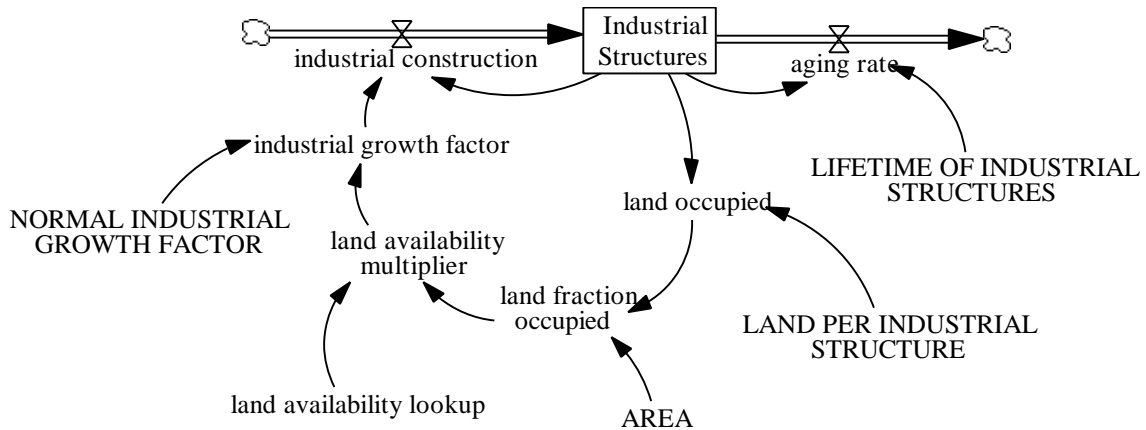 Industrial
Structures
industrial construction
aging rate
industrial growth factor
LIFETIME OF INDUSTRIAL
STRUCTURES
NORMAL INDUSTRIAL
GROWTH FACTOR
land occupied
land availability
multiplier
land fraction
occupied
LAND PER INDUSTRIAL
STRUCTURE
land availability lookup
AREA